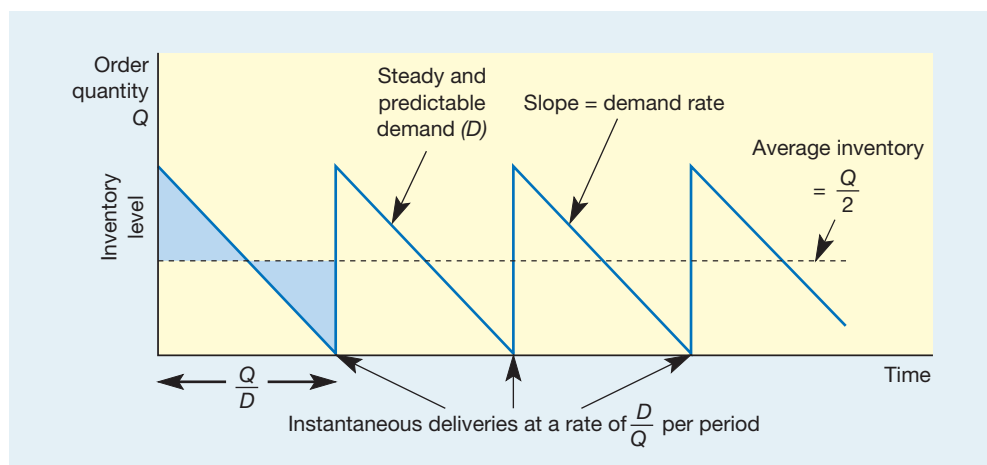 Order
quantity
Q
Steady and
predictable
demand (D)
Slope = demand rate
Average inventory
= Q/2
Inventory
level
Q/D
Time
Instantaneous deliveries at a rate of D/Q per period